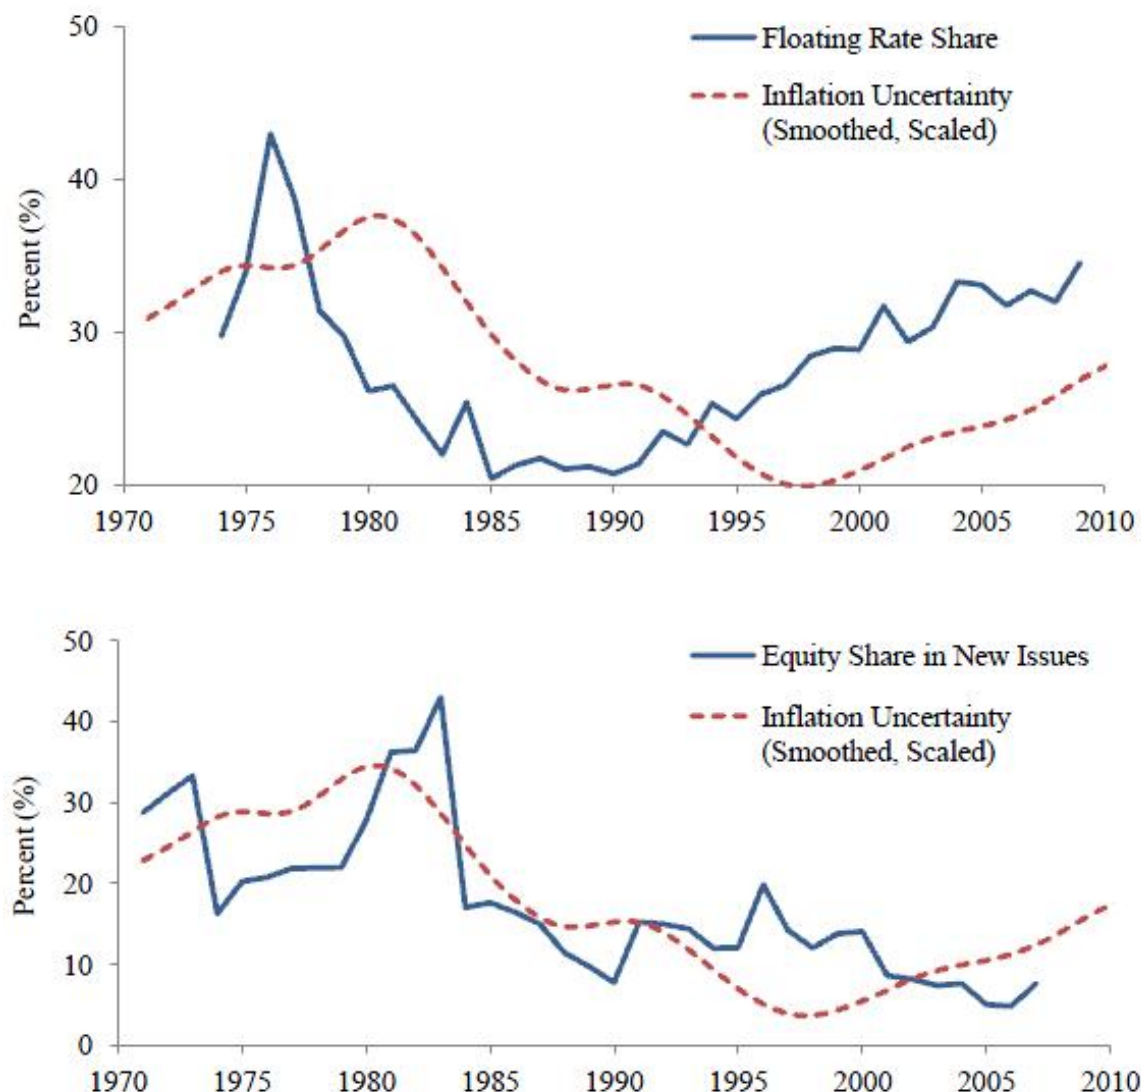 50
Floating Rate Share
Inflation Uncertainty
(Smoothed, Scaled)
40
Percent (%)
30
20
1970 1975 1980 1985 1990 1995 2000 2005 2010
50
Equity Share in New Issues
40
Inflation Uncertainty
(Smoothed, Scaled)
30
Percent (%)
20
10
0
1970 1975 1980 1985 1990 1995 2000 2005 2010